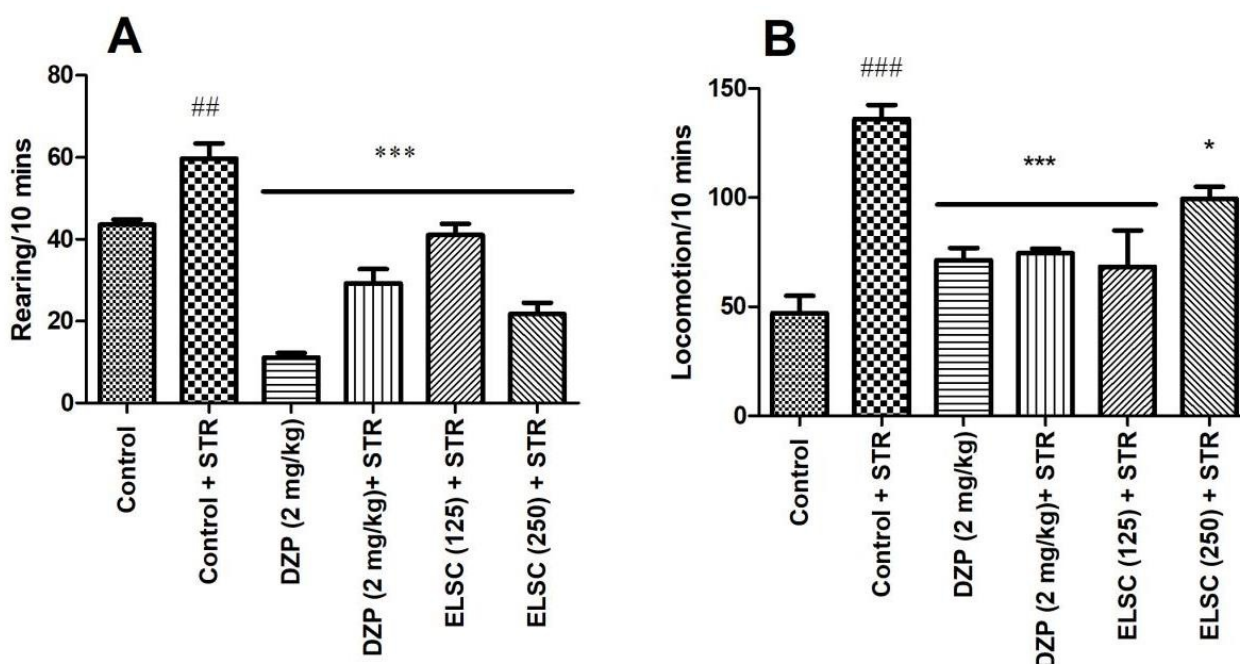 A
Rearing/10 mins
80
60
40
20
0
##
***
Control
Control + STR
DZP (2 mg/kg)
DZP (2 mg/kg)+ STR
ELSC (125) + STR
ELSC (250) + STR
B
Locomotion/10 mins
150
100
50
0
###
***
*
Control
Control + STR
DZP (2 mg/kg)
DZP (2 mg/kg)+ STR
ELSC (125) + STR
ELSC (250) + STR